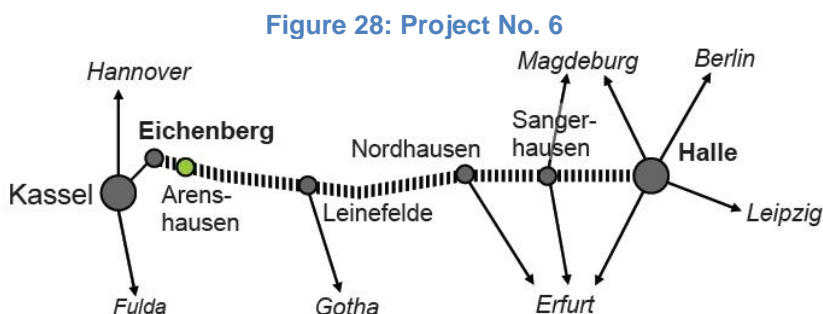 Figure 28: Project No. 6
Hannover
Magdeburg
Berlin
Eichenberg
Nordhausen
Sanger-
hausen
Halle
Kassel
Arens-
hausen
Leinefelde
Leipzig
Fulda
Gotha
Erfurt